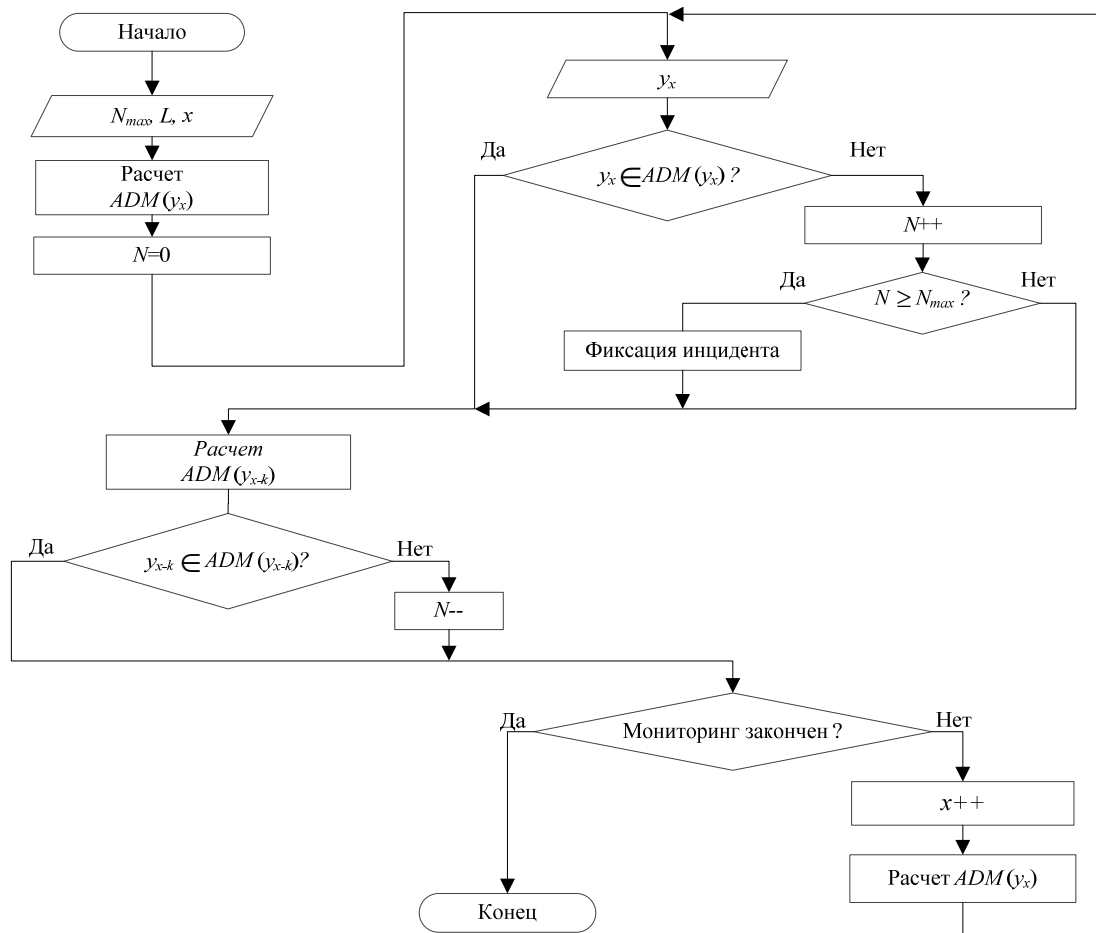 Начало
N_max, L, x
Расчет
ADM(y_x)
N=0
y_x
Да
Нет
y_x ∈ ADM(y_x) ?
N++
Да
Нет
N ≥ N_max ?
Фиксация инцидента
Расчет
ADM(y_x-k)
Да
Нет
y_x-k ∈ ADM(y_x-k)?
N--
Да
Нет
Мониторинг закончен ?
x++
Расчет ADM(y_x)
Конец